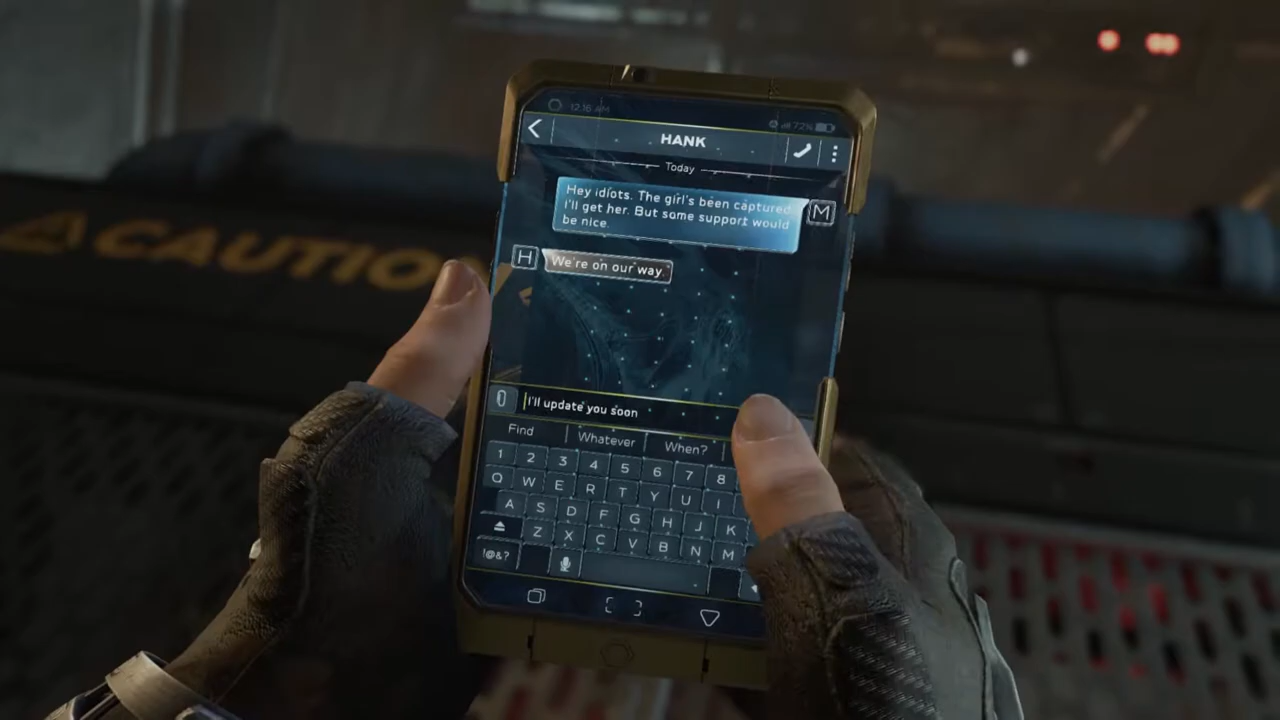 12:16 AM
72%
HANK
Today
Hey idiots. The girl's been captured
I'll get her. But some support would
be nice.
M
H
We're on our way.
CAUTION
I'll update you soon
Find Whatever When?
1 2 3 4 5 6 7 8
Q W E R T Y U I
A S D F G H J K
Z X C V B N M
!@&?